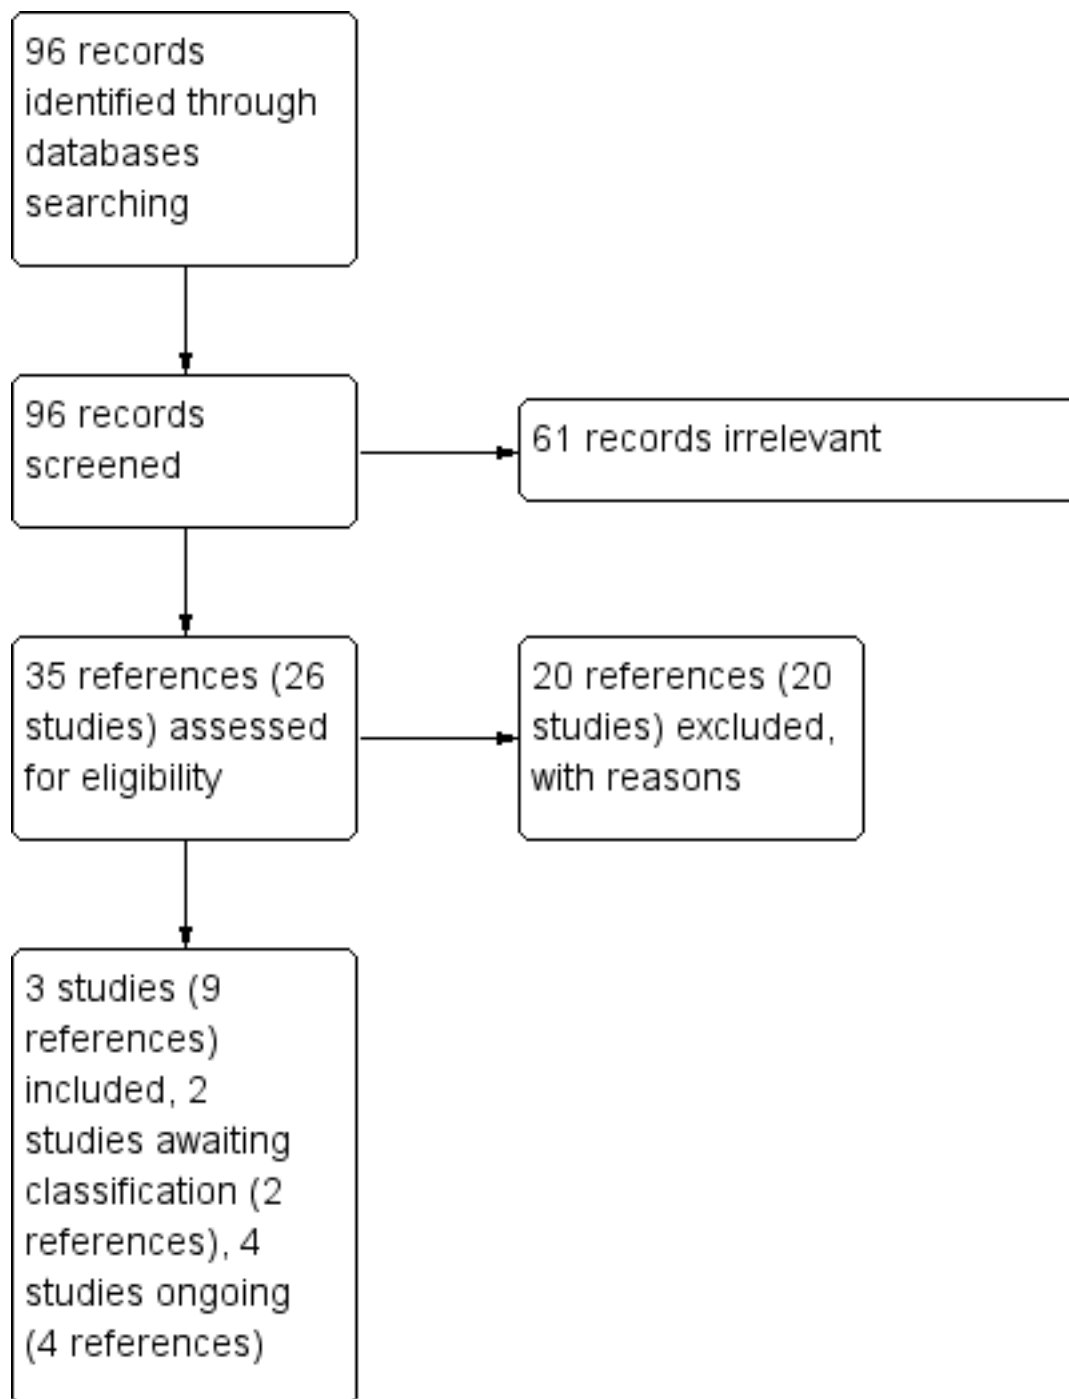 96 records
identified through
databases
searching
96 records
screened
61 records irrelevant
35 references (26
studies) assessed
for eligibility
20 references (20
studies) excluded,
with reasons
3 studies (9
references)
included, 2
studies awaiting
classification (2
references), 4
studies ongoing
(4 references)